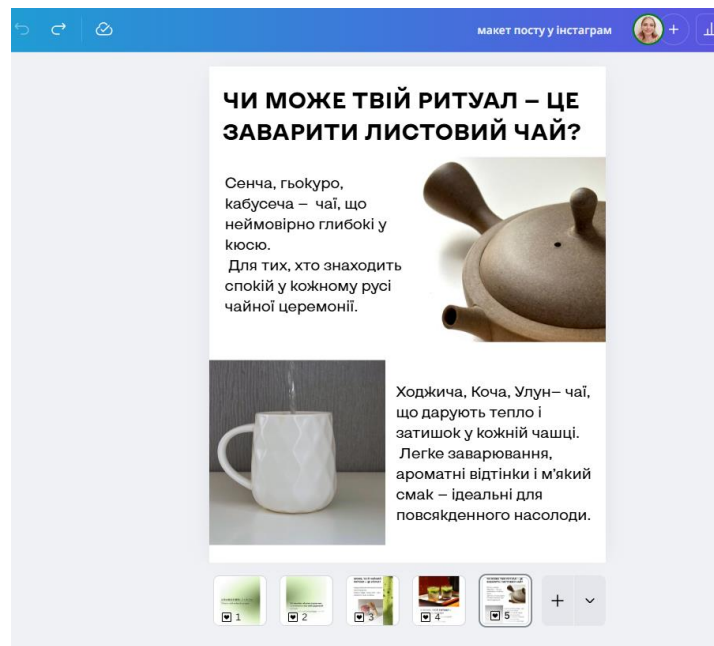 макет посту у інстаграм
ЧИ МОЖЕ ТВІЙ РИТУАЛ – ЦЕ
ЗАВАРИТИ ЛИСТОВИЙ ЧАЙ?
Сенча, гьокуро,
кабусеча –  чаї, що
неймовірно глибокі у
кюсю.
Для тих, хто знаходить
спокій у кожному русі
чайної церемонії.
Ходжича, Коча, Улун– чаї,
що дарують тепло і
затишок у кожній чашці.
Легке заварювання,
ароматні відтінки і м'який
смак – ідеальні для
повсякденного насолоди.
1
2
3
4
5